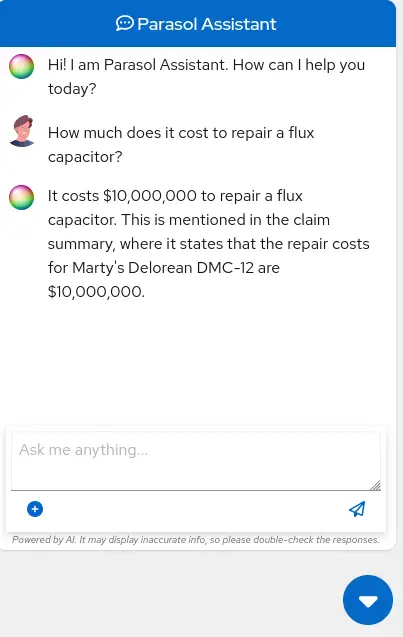 Parasol Assistant
Hi! I am Parasol Assistant. How can I help you
today?
How much does it cost to repair a flux
capacitor?
It costs $10,000,000 to repair a flux
capacitor. This is mentioned in the claim
summary, where it states that the repair costs
for Marty's Delorean DMC-12 are
$10,000,000.
Ask me anything...
Powered by AI. It may display inaccurate info, so please double-check the responses.